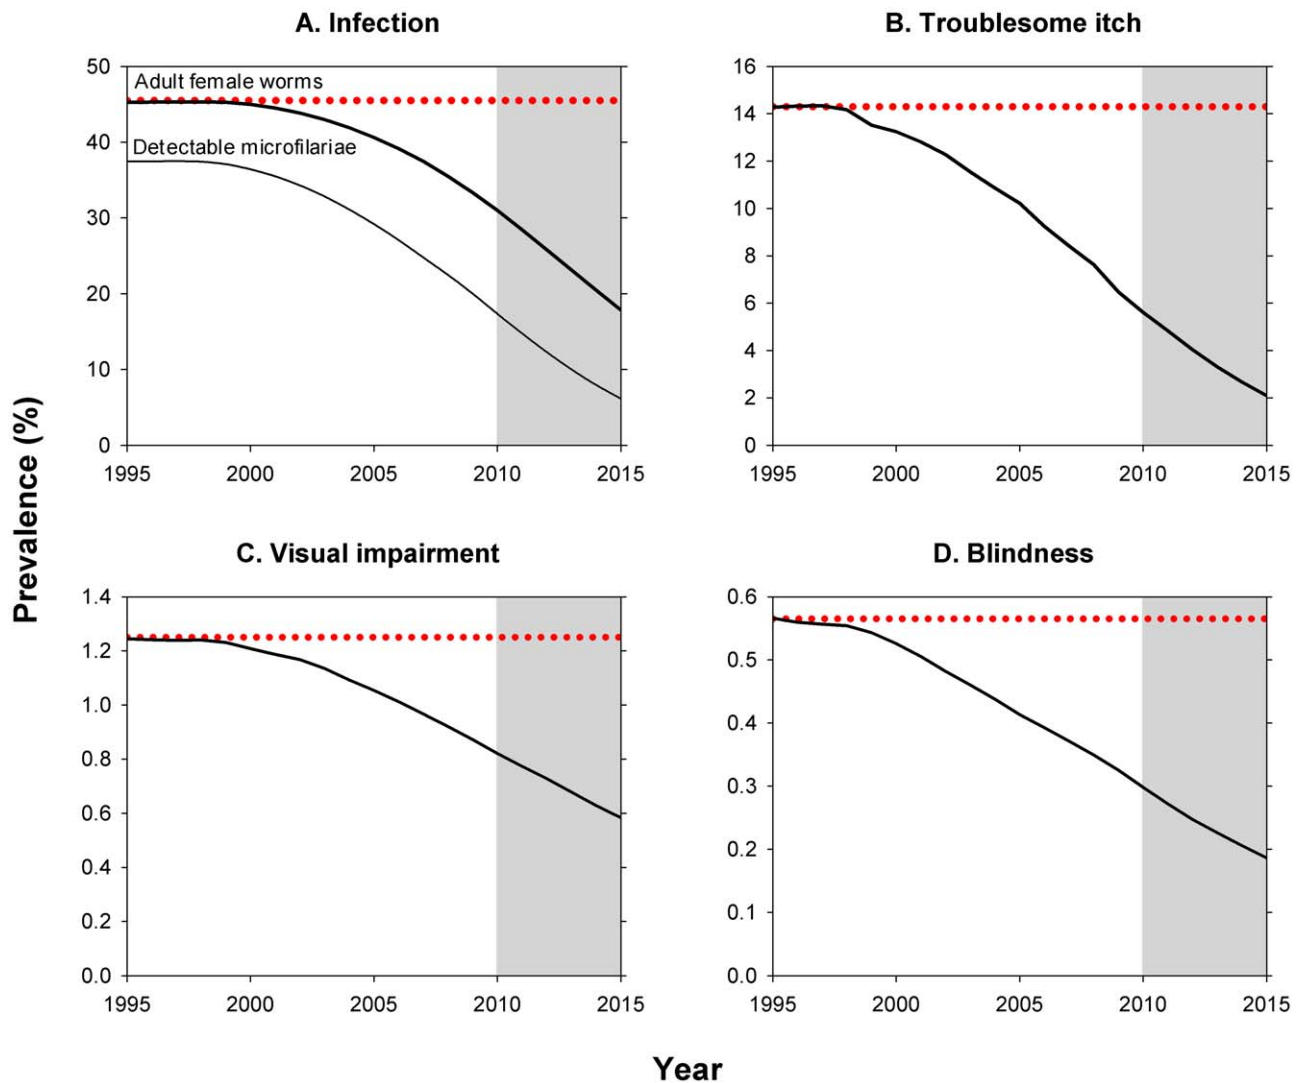 A. Infection
50
40
30
20
10
0
Adult female worms
Detectable microfilariae
1995 2000 2005 2010 2015
B. Troublesome itch
16
14
12
10
8
6
4
2
0
1995 2000 2005 2010 2015
Prevalence (%)
C. Visual impairment
1.4
1.2
1.0
0.8
0.6
0.4
0.2
0.0
1995 2000 2005 2010 2015
D. Blindness
0.6
0.5
0.4
0.3
0.2
0.1
0.0
1995 2000 2005 2010 2015
Year